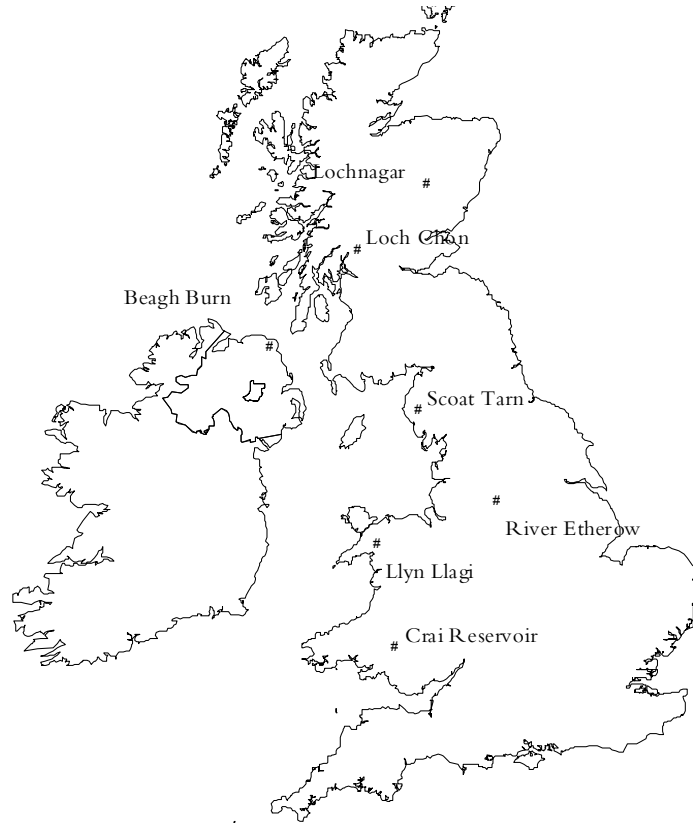 Lochnagar
#
# Loch Chon
Beagh Burn
#
# Scoat Tarn
#
River Etherow
#
Llyn Llagi
# Crai Reservoir